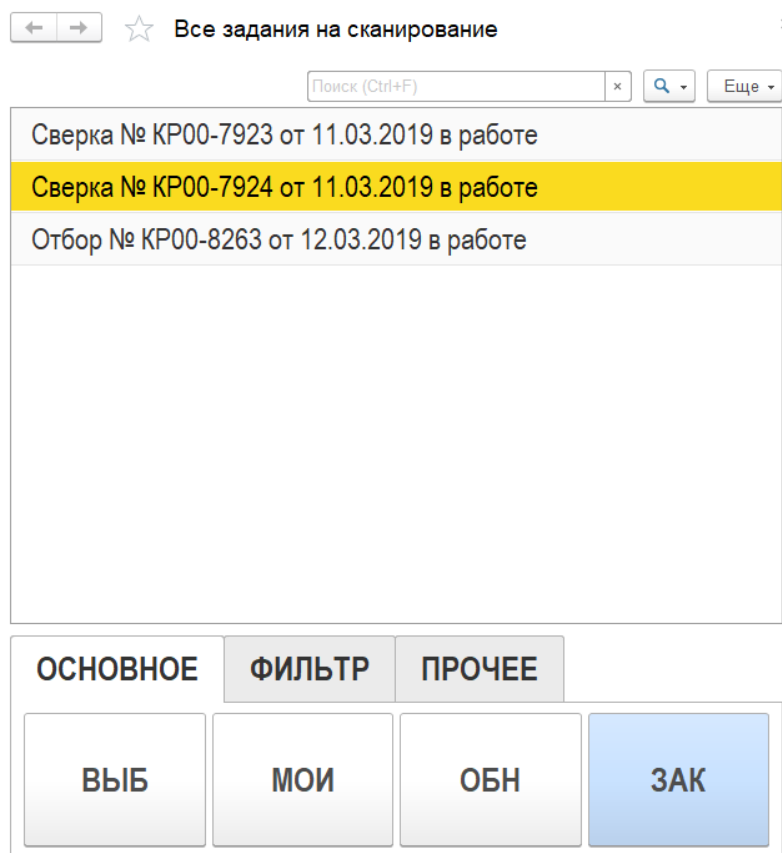 Все задания на сканирование
Поиск (Ctrl+F) × Еще
Сверка № КР00-7923 от 11.03.2019 в работе
Сверка № КР00-7924 от 11.03.2019 в работе
Отбор № КР00-8263 от 12.03.2019 в работе
ОСНОВНОЕ ФИЛЬТР ПРОЧЕЕ
ВЫБ МОИ ОБН ЗАК